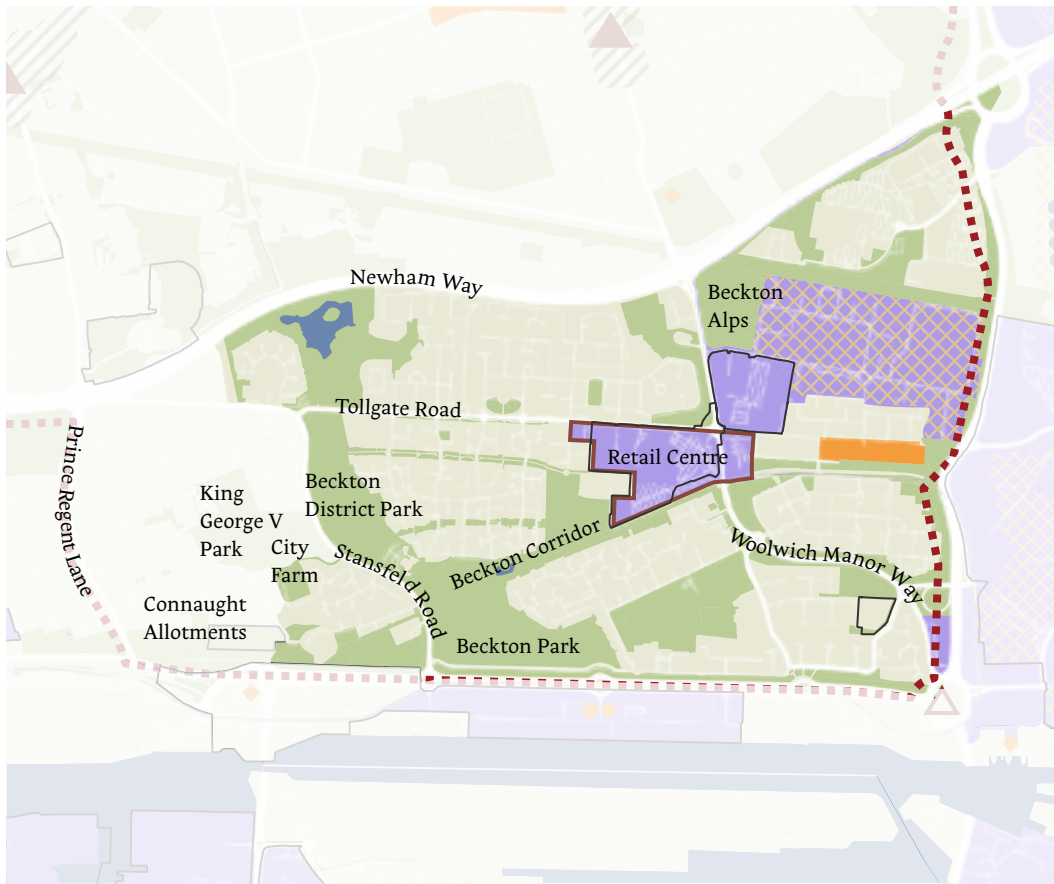 Newham Way
Beckton
Alps
Tollgate Road
Prince Regent Lane
Retail Centre
Beckton
District Park
King
George V
Park
City
Farm
Stansfeld Road
Beckton Corridor
Woolwich Manor Way
Connaught
Allotments
Beckton Park